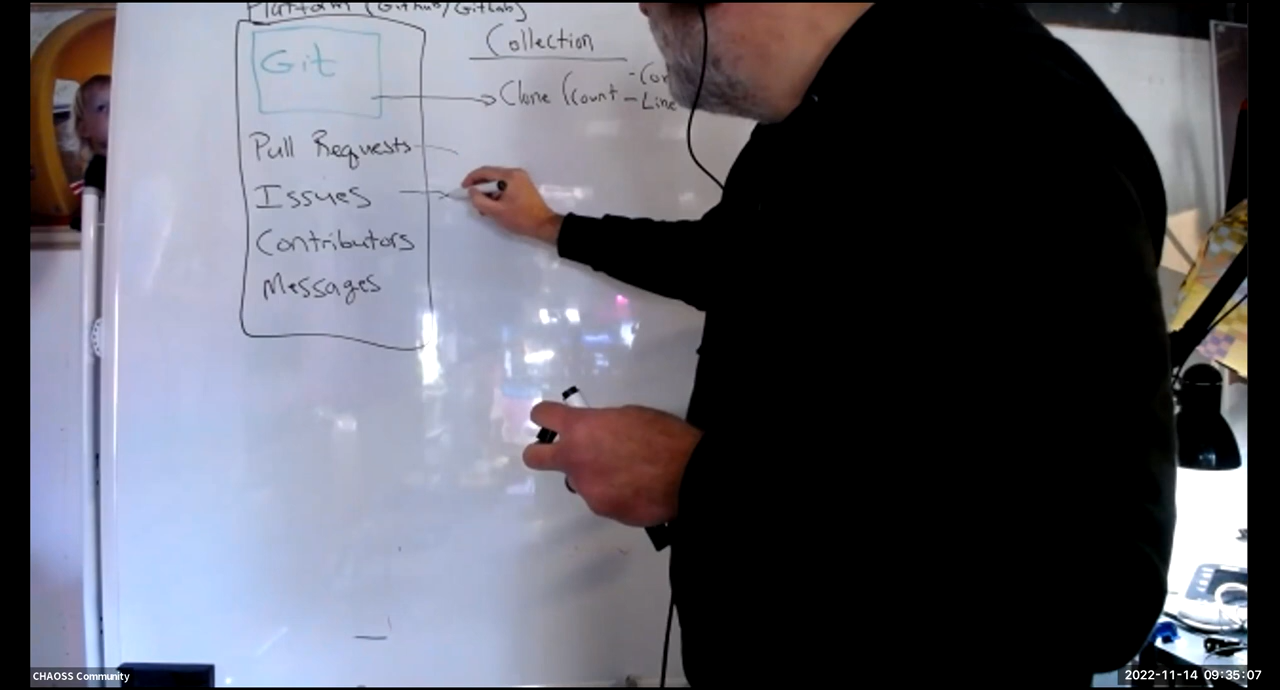 Platform (Github/Gitlab)
Git
Collection
Clone (Count - Co
- Line
Pull Requests
Issues
Contributors
Messages
CHAOSS Community
2022-11-14 09:35:07